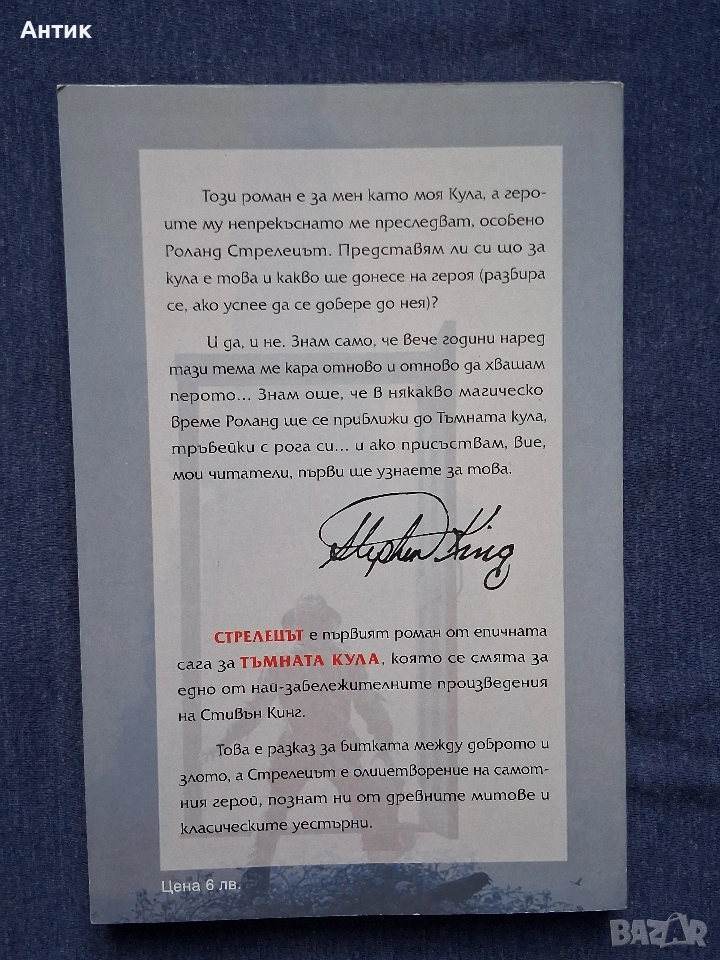 Антик
Този роман е за мен като моя Кула, а геро-
ите му непрекъснато ме преследват, особено
Роланд Стрелецът. Представям ли си що за
кула е това и какво ще донесе на героя (разбира
се, ако успее да се добере до нея)?
И да, и не. Знам само, че вече години наред
тази тема ме кара отново и отново да хващам
перото... Знам още, че в някакво магическо
време Роланд ще се приближи до Тъмната кула,
тръбейки с рога си... и ако присъствам, вие,
мои читатели, първи ще узнаете за това.
Stephen King
СТРЕЛЕЦЪТ е първият роман от епичната
сага за ТЪМНАТА КУЛА, която се смята за
едно от най-забележителните произведения
на Стивън Кинг.
Това е разказ за битката между доброто и
злото, а Стрелецът е олицетворение на самот-
ния герой, познат ни от древните митове и
класическите уестърни.
Цена 6 лв.
BAZAR